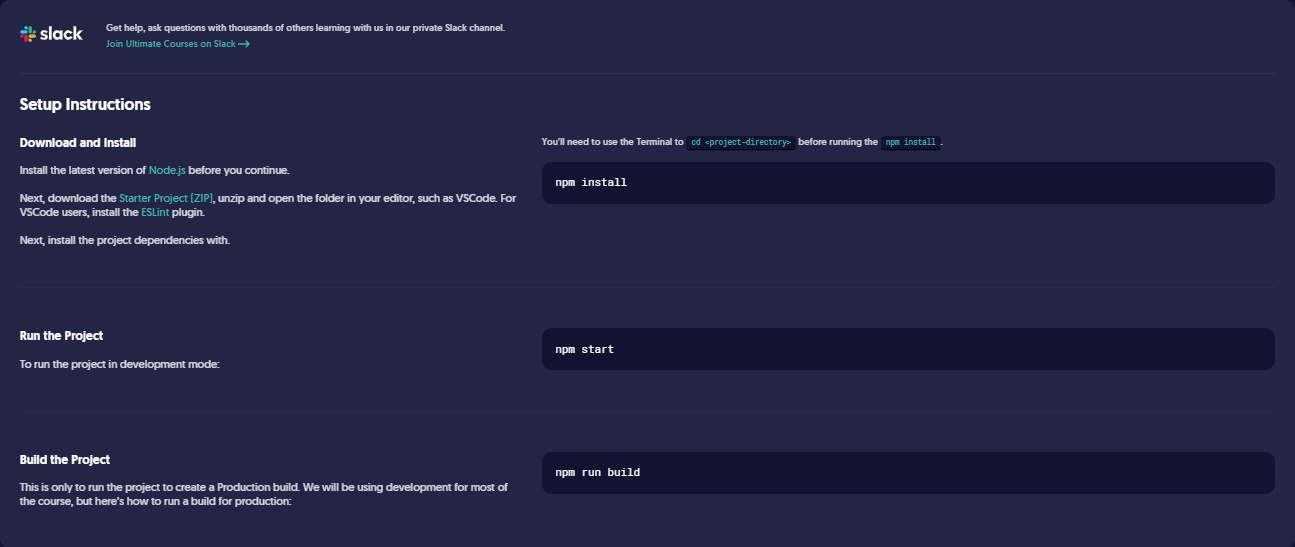 slack
Get help, ask questions with thousands of others learning with us in our private Slack channel.
Join Ultimate Courses on Slack →
Setup Instructions
Download and Install
Install the latest version of Node.js before you continue.
Next, download the Starter Project [ZIP], unzip and open the folder in your editor, such as VSCode. For
VSCode users, install the ESLint plugin.
Next, install the project dependencies with.
You'll need to use the Terminal to cd <project-directory> before running the npm install.
npm install
Run the Project
To run the project in development mode:
npm start
Build the Project
This is only to run the project to create a Production build. We will be using development for most of
the course, but here's how to run a build for production:
npm run build